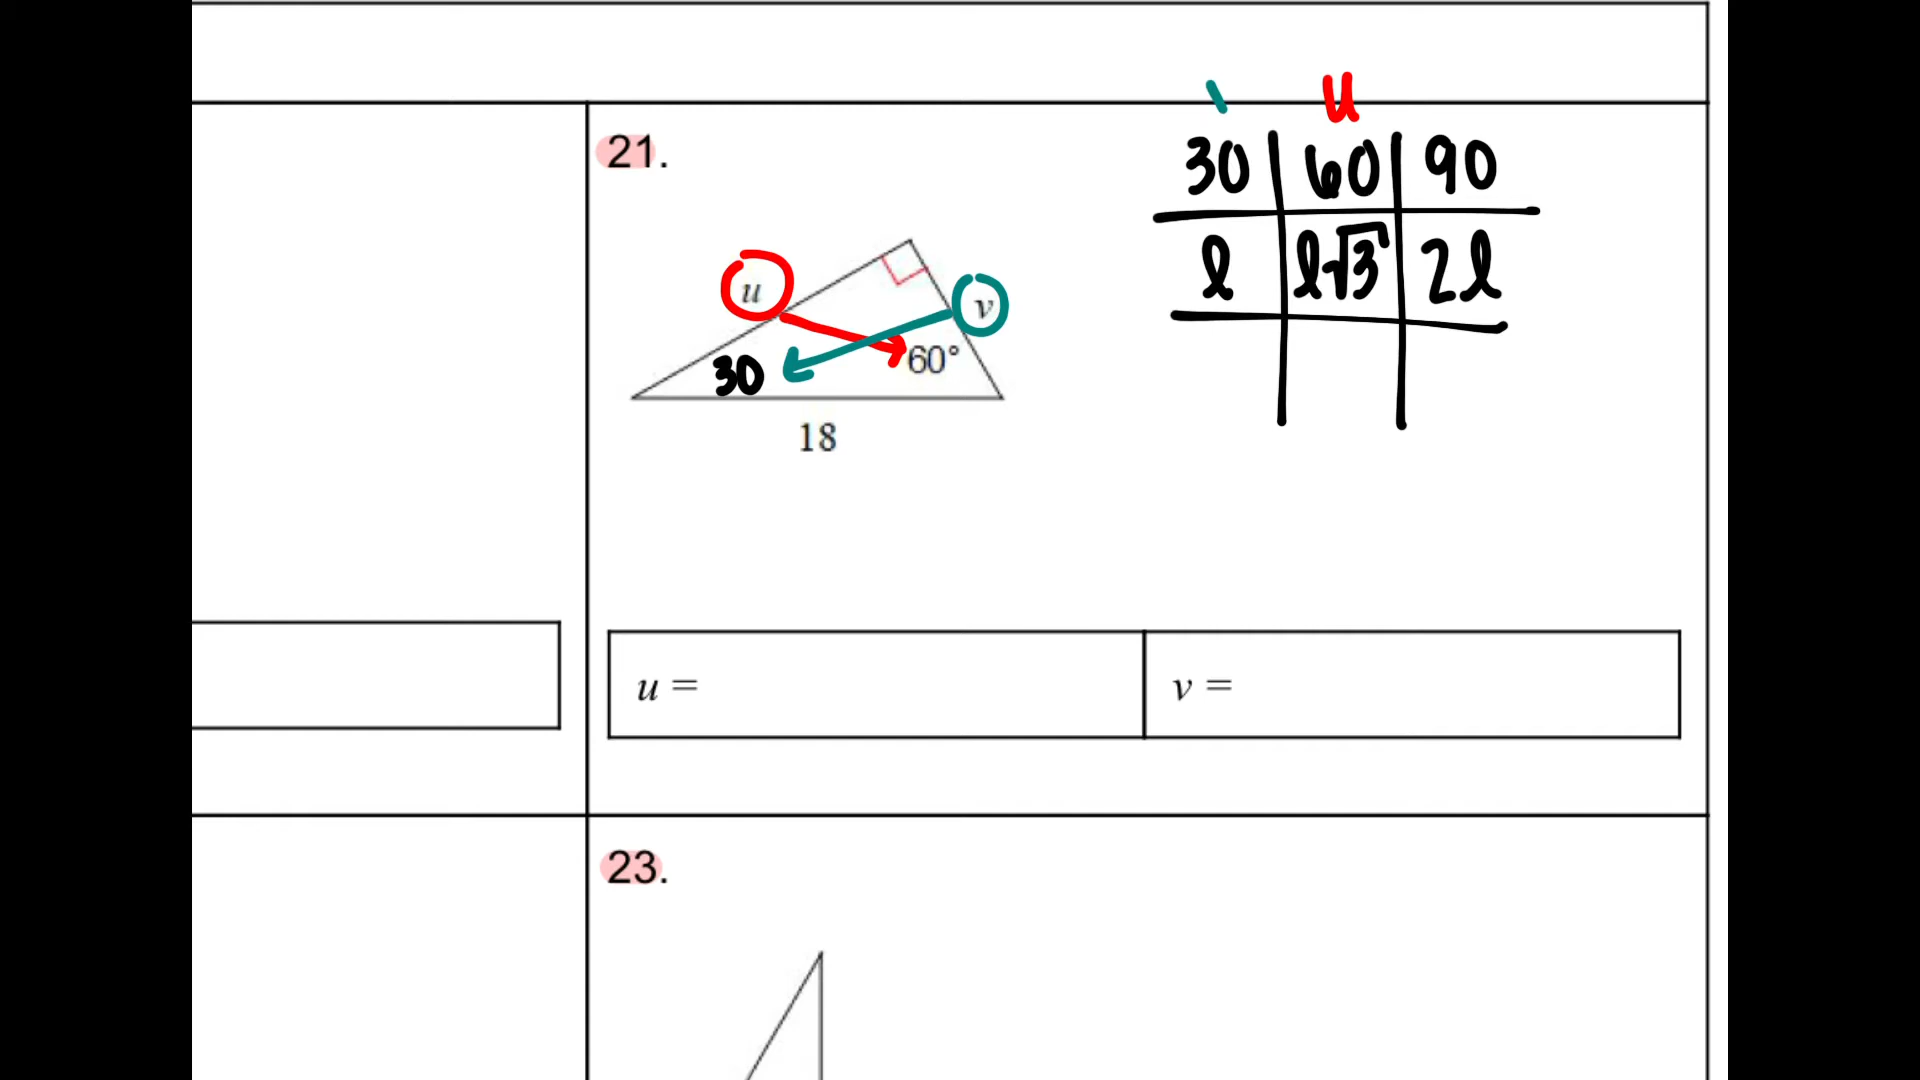 21.
u
30 60 90
l l√3 2l
u
v
60°
30
18
u =
v =
23.